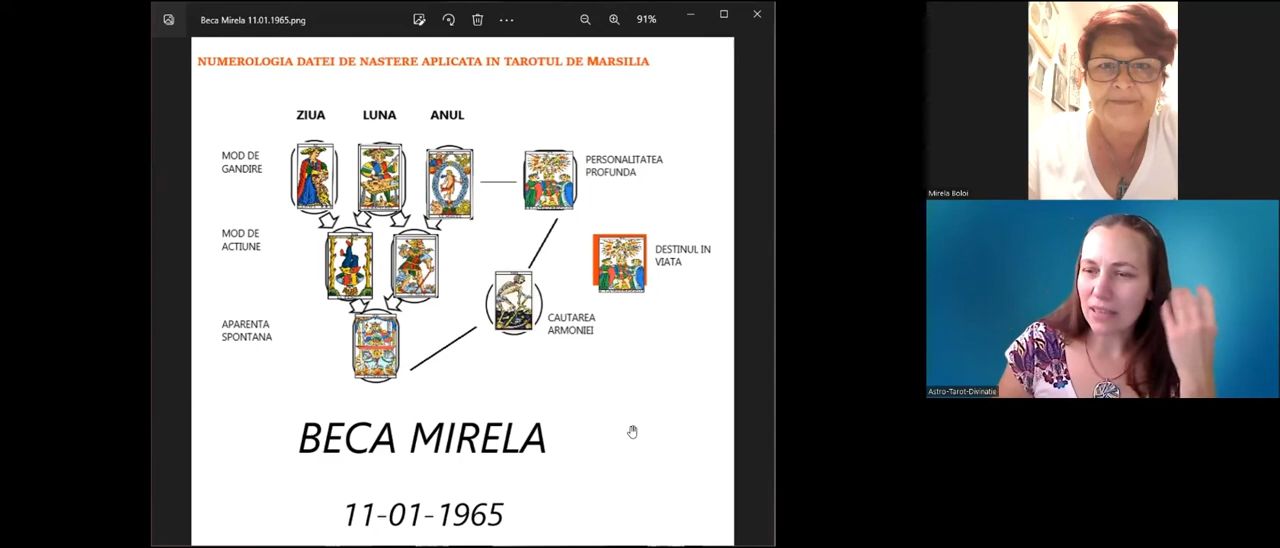 Beca Mirela 11.01.1965.png
91%
NUMEROLOGIA DATEI DE NASTERE APLICATA IN TAROTUL DE MARSILIA
ZIUA LUNA ANUL
MOD DE
GANDIRE
PERSONALITATEA
PROFUNDA
MOD DE
ACTIUNE
DESTINUL IN
VIATA
CAUTAREA
ARMONIEI
APARENTA
SPONTANA
BECA MIRELA
11-01-1965
Mirela Boloi
Astro-Tarot-Divinatie